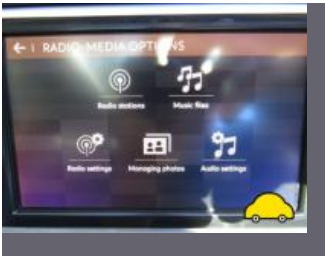 RADIO-MEDIA OPTIONS
Radio stations
Music files
Radio settings
Managing photos
Audio settings